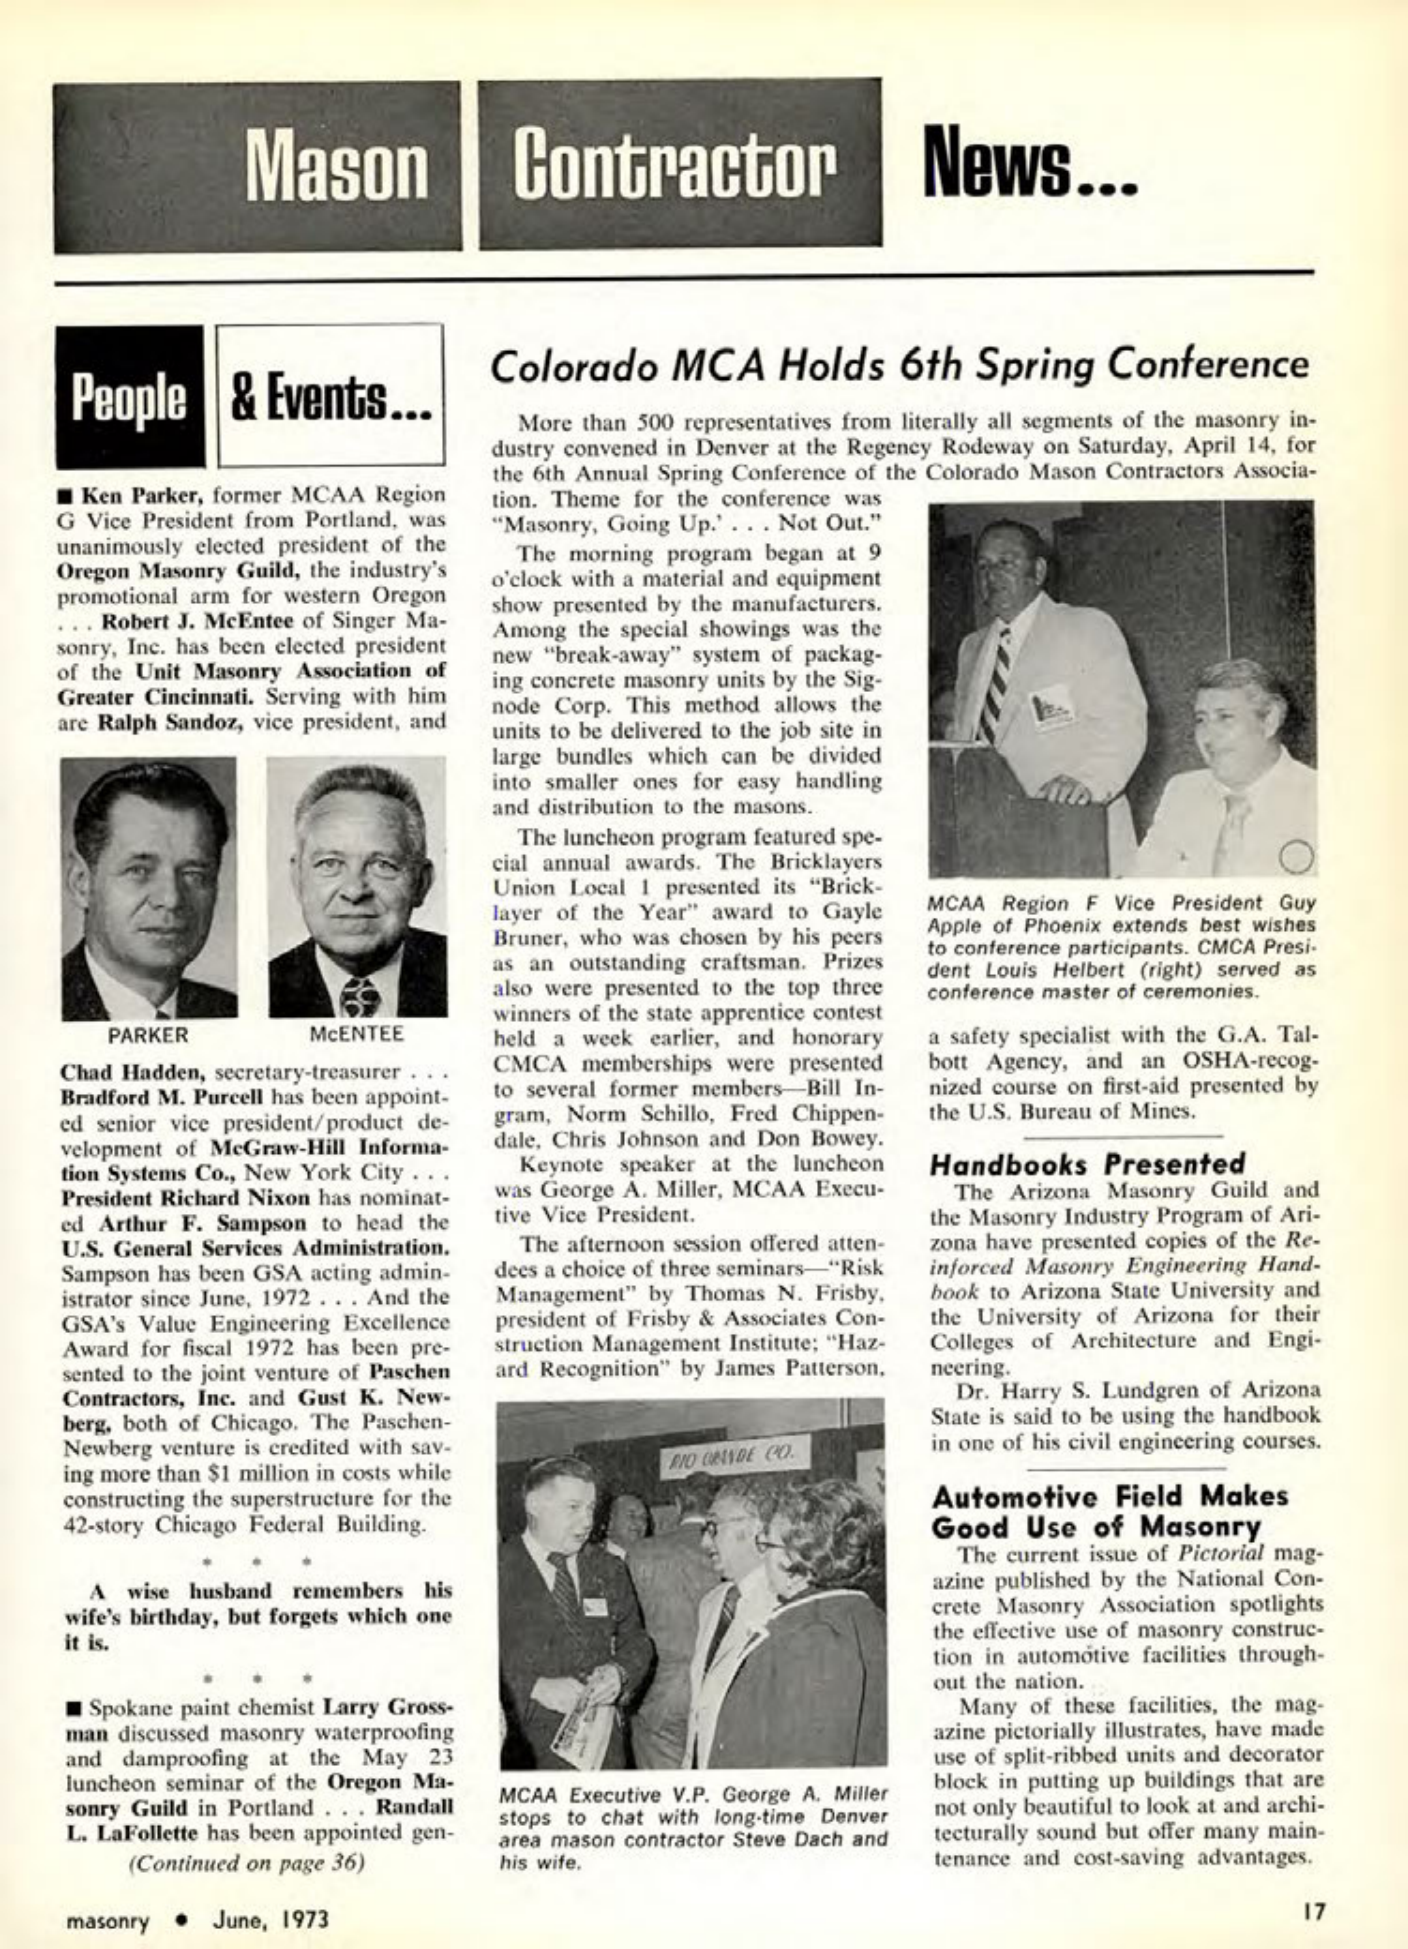 Mason Contractor News...
People & Events...
■ Ken Parker, former MCAA Region
G Vice President from Portland, was
unanimously elected president of the
Oregon Masonry Guild, the industry's
promotional arm for western Oregon
. . . Robert J. McEntee of Singer Ma-
sonry, Inc. has been elected president
of the Unit Masonry Association of
Greater Cincinnati. Serving with him
are Ralph Sandoz, vice president, and
PARKER
McENTEE
Chad Hadden, secretary-treasurer . . .
Bradford M. Purcell has been appoint-
ed senior vice president/product de-
velopment of McGraw-Hill Informa-
tion Systems Co., New York City . . .
President Richard Nixon has nominat-
ed Arthur F. Sampson to head the
U.S. General Services Administration.
Sampson has been GSA acting admin-
istrator since June, 1972 . . . And the
GSA's Value Engineering Excellence
Award for fiscal 1972 has been pre-
sented to the joint venture of Paschen
Contractors, Inc. and Gust K. New-
berg, both of Chicago. The Paschen-
Newberg venture is credited with sav-
ing more than $1 million in costs while
constructing the superstructure for the
42-story Chicago Federal Building.
* * *
A wise husband remembers his
wife's birthday, but forgets which one
it is.
* * *
■ Spokane paint chemist Larry Gross-
man discussed masonry waterproofing
and damproofing at the May 23
luncheon seminar of the Oregon Ma-
sonry Guild in Portland . . . Randall
L. LaFollette has been appointed gen-
(Continued on page 36)
Colorado MCA Holds 6th Spring Conference
More than 500 representatives from literally all segments of the masonry in-
dustry convened in Denver at the Regency Rodeway on Saturday, April 14, for
the 6th Annual Spring Conference of the Colorado Mason Contractors Associa-
tion. Theme for the conference was
"Masonry, Going Up.' . . . Not Out."
The morning program began at 9
o'clock with a material and equipment
show presented by the manufacturers.
Among the special showings was the
new "break-away" system of packag-
ing concrete masonry units by the Sig-
node Corp. This method allows the
units to be delivered to the job site in
large bundles which can be divided
into smaller ones for easy handling
and distribution to the masons.
The luncheon program featured spe-
cial annual awards. The Bricklayers
Union Local 1 presented its "Brick-
layer of the Year" award to Gayle
Bruner, who was chosen by his peers
as an outstanding craftsman. Prizes
also were presented to the top three
winners of the state apprentice contest
held a week earlier, and honorary
CMCA memberships were presented
to several former members—Bill In-
gram, Norm Schillo, Fred Chippen-
dale, Chris Johnson and Don Bowey.
Keynote speaker at the luncheon
was George A. Miller, MCAA Execu-
tive Vice President.
The afternoon session offered atten-
dees a choice of three seminars—"Risk
Management" by Thomas N. Frisby,
president of Frisby & Associates Con-
struction Management Institute; "Haz-
ard Recognition" by James Patterson,
RIO GRANDE CO.
MCAA Executive V.P. George A. Miller
stops to chat with long-time Denver
area mason contractor Steve Dach and
his wife.
MCAA Region F Vice President Guy
Apple of Phoenix extends best wishes
to conference participants. CMCA Presi-
dent Louis Helbert (right) served as
conference master of ceremonies.
a safety specialist with the G.A. Tal-
bott Agency, and an OSHA-recog-
nized course on first-aid presented by
the U.S. Bureau of Mines.
Handbooks Presented
The Arizona Masonry Guild and
the Masonry Industry Program of Ari-
zona have presented copies of the Re-
inforced Masonry Engineering Hand-
book to Arizona State University and
the University of Arizona for their
Colleges of Architecture and Engi-
neering.
Dr. Harry S. Lundgren of Arizona
State is said to be using the handbook
in one of his civil engineering courses.
Automotive Field Makes
Good Use of Masonry
The current issue of Pictorial mag-
azine published by the National Con-
crete Masonry Association spotlights
the effective use of masonry construc-
tion in automotive facilities through-
out the nation.
Many of these facilities, the mag-
azine pictorially illustrates, have made
use of split-ribbed units and decorator
block in putting up buildings that are
not only beautiful to look at and archi-
tecturally sound but offer many main-
tenance and cost-saving advantages.
masonry • June, 1973
17